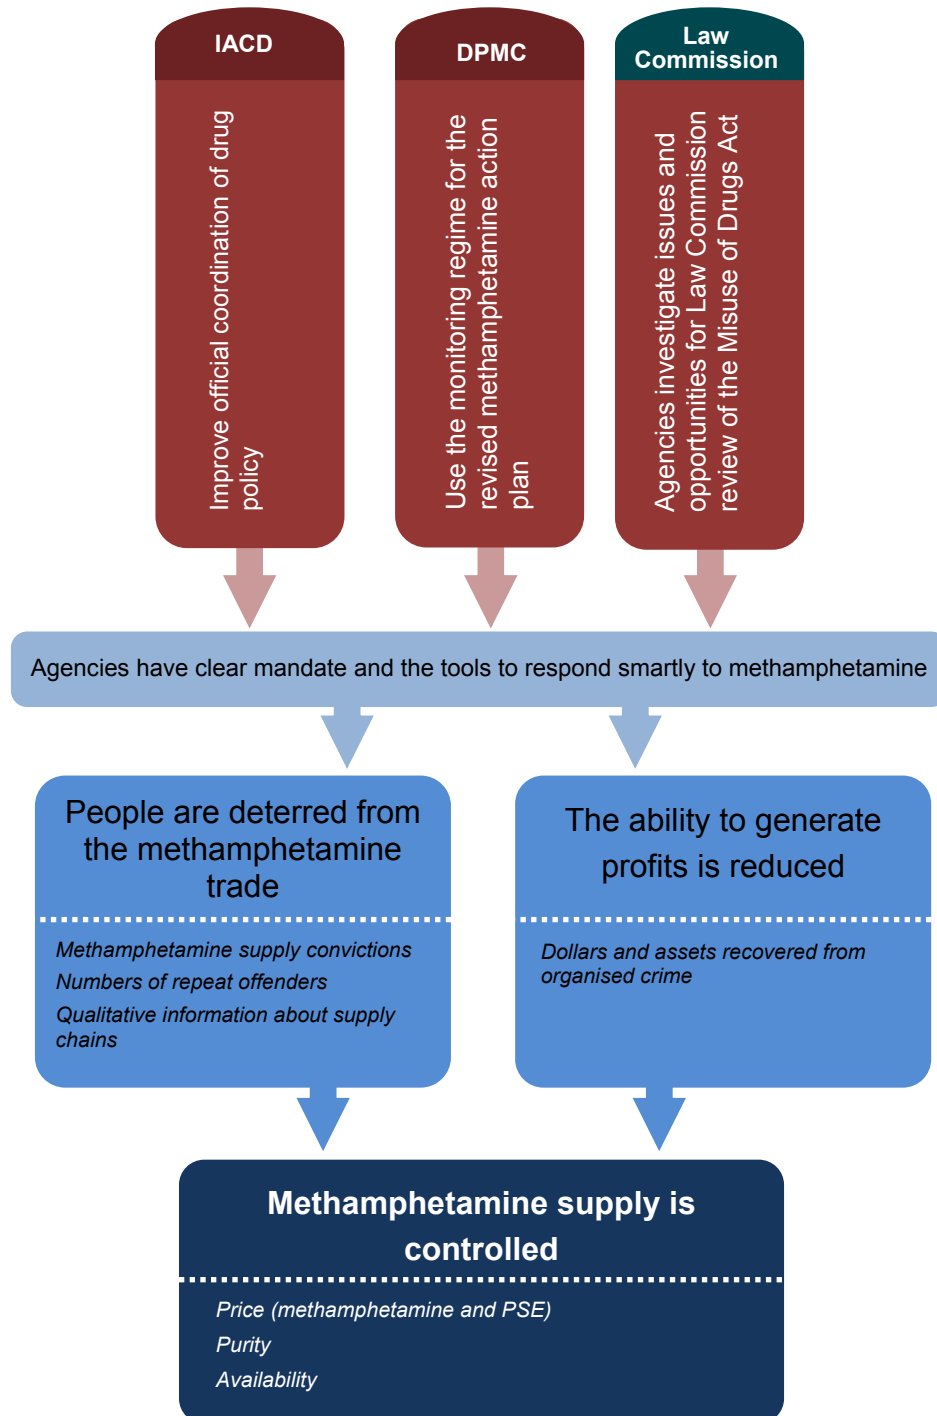 IACD
DPMC
Law
Commission
Improve official coordination of drug
policy
Use the monitoring regime for the
revised methamphetamine action
plan
Agencies investigate issues and
opportunities for Law Commission
review of the Misuse of Drugs Act
Agencies have clear mandate and the tools to respond smartly to methamphetamine
People are deterred from
the methamphetamine
trade
Methamphetamine supply convictions
Numbers of repeat offenders
Qualitative information about supply
chains
The ability to generate
profits is reduced
Dollars and assets recovered from
organised crime
Methamphetamine supply is
controlled
Price (methamphetamine and PSE)
Purity
Availability